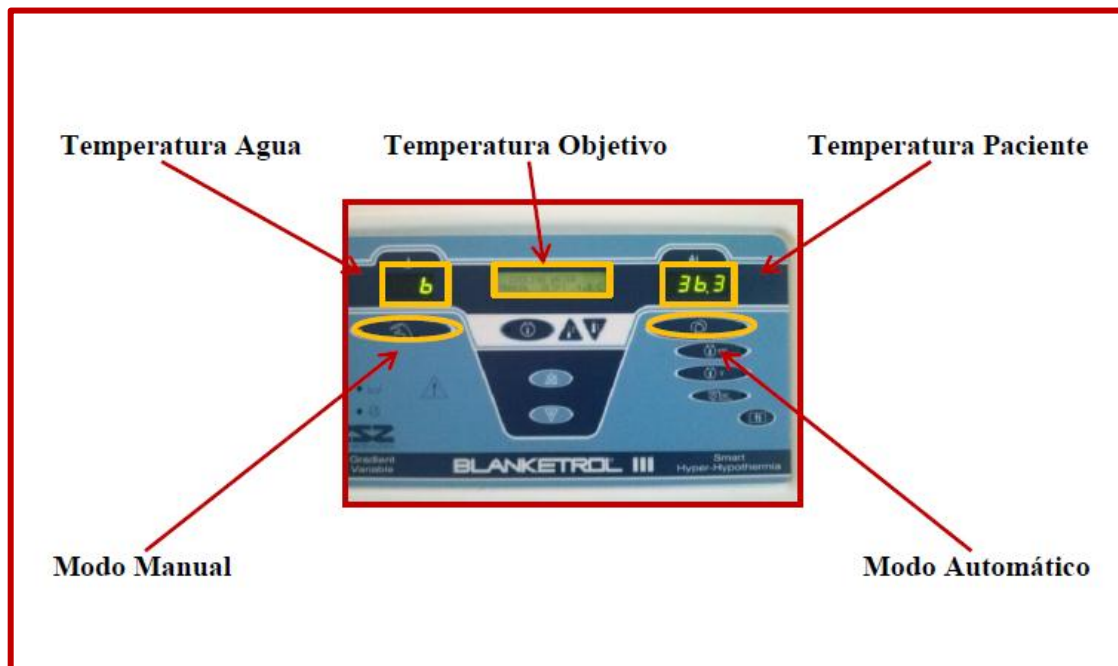 Temperatura Agua
Temperatura Objetivo
Temperatura Paciente
6
36.3
CSZ
Gradient
Variable
BLANKETROL III
Smart
Hyper-Hypothermia
Modo Manual
Modo Automático